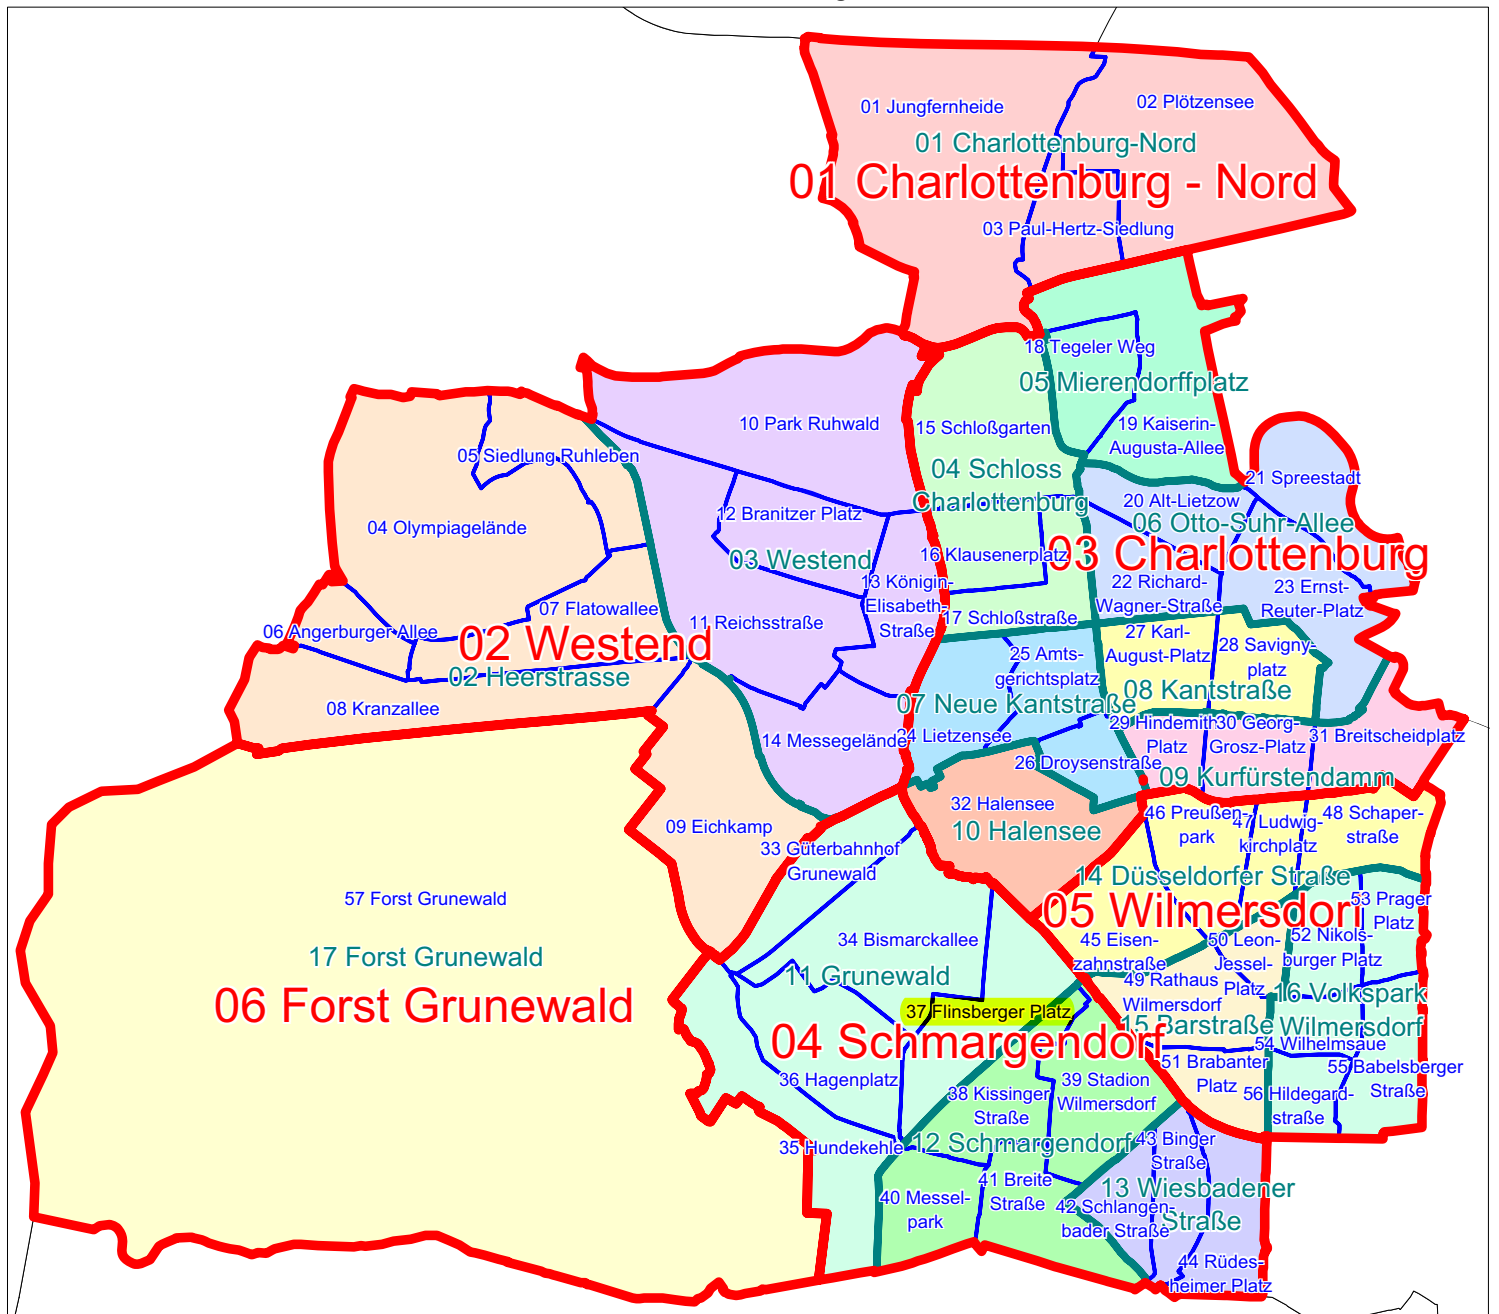 01 Jungfernheide
02 Plötzensee
01 Charlottenburg-Nord
01 Charlottenburg - Nord
03 Paul-Hertz-Siedlung
18 Tegeler Weg
05 Mierendorffplatz
10 Park Ruhwald
15 Schloßgarten
19 Kaiserin-
Augusta-Allee
05 Siedlung Ruhleben
04 Schloss
Charlottenburg
21 Spreestadt
20 Alt-Lietzow
04 Olympiagelände
12 Branitzer Platz
06 Otto-Suhr-Allee
03 Charlottenburg
03 Westend
16 Klausenerplatz
13 Königin-
Elisabeth-
Straße
22 Richard-
Wagner-Straße
23 Ernst-
Reuter-Platz
07 Flatowallee
11 Reichsstraße
17 Schloßstraße
06 Angerburger Allee
02 Westend
02 Heerstrasse
27 Karl-
August-Platz
28 Savigny-
platz
25 Amts-
gerichtsplatz
08 Kantstraße
07 Neue Kantstraße
08 Kranzallee
14 Messegelände
24 Lietzensee
29 Hindemith
Platz
30 Georg-
Grosz-Platz
31 Breitscheidplatz
26 Droysenstraße
09 Kurfürstendamm
32 Halensee
10 Halensee
46 Preußen-
park
47 Ludwig-
kirchplatz
48 Schaper-
straße
09 Eichkamp
33 Güterbahnhof
Grunewald
14 Düsseldorfer Straße
05 Wilmersdorf
57 Forst Grunewald
53 Prager
Platz
34 Bismarckallee
45 Eisen-
zahnstraße
50 Leon-
Jessel-
Platz
52 Nikols-
burger Platz
17 Forst Grunewald
11 Grunewald
49 Rathaus
Wilmersdorf
16 Volkspark
Wilmersdorf
06 Forst Grunewald
37 Flinsberger Platz
15 Barstraße
04 Schmargendorf
54 Wilhelmsaue
51 Brabanter
Platz
55 Babelsberger
Straße
36 Hagenplatz
38 Kissinger
Straße
39 Stadion
Wilmersdorf
56 Hildegard-
straße
35 Hundekehle
12 Schmargendorf
43 Binger
Straße
41 Breite
Straße
13 Wiesbadener
Straße
40 Messel-
park
42 Schlangen-
bader Straße
44 Rüdes-
heimer Platz